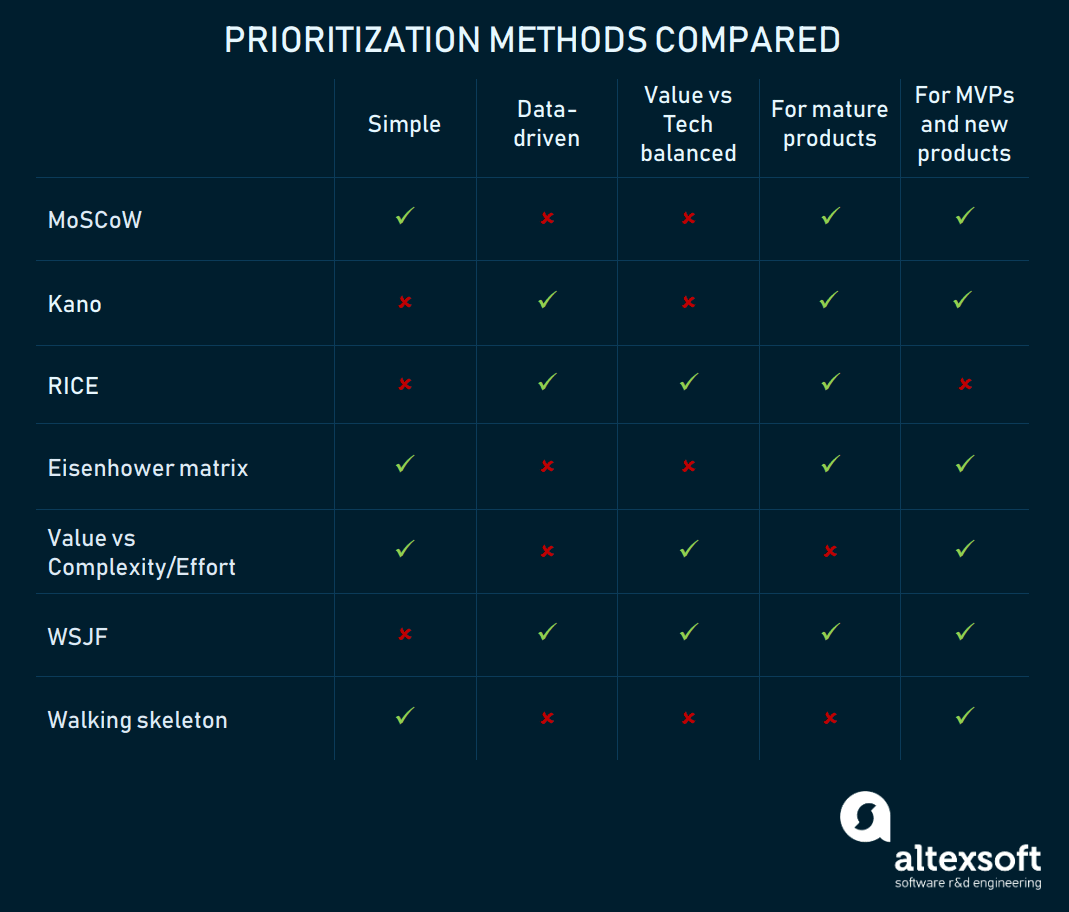 PRIORITIZATION METHODS COMPARED
Simple
Data-
driven
Value vs
Tech
balanced
For mature
products
For MVPs
and new
products
MoSCoW ✓ ✗ ✗ ✓ ✓
Kano ✗ ✓ ✗ ✓ ✓
RICE ✗ ✓ ✓ ✓ ✗
Eisenhower matrix ✓ ✗ ✗ ✓ ✓
Value vs
Complexity/Effort ✓ ✗ ✓ ✗ ✓
WSJF ✗ ✓ ✓ ✓ ✓
Walking skeleton ✓ ✗ ✗ ✗ ✓
altexsoft
software r&d engineering